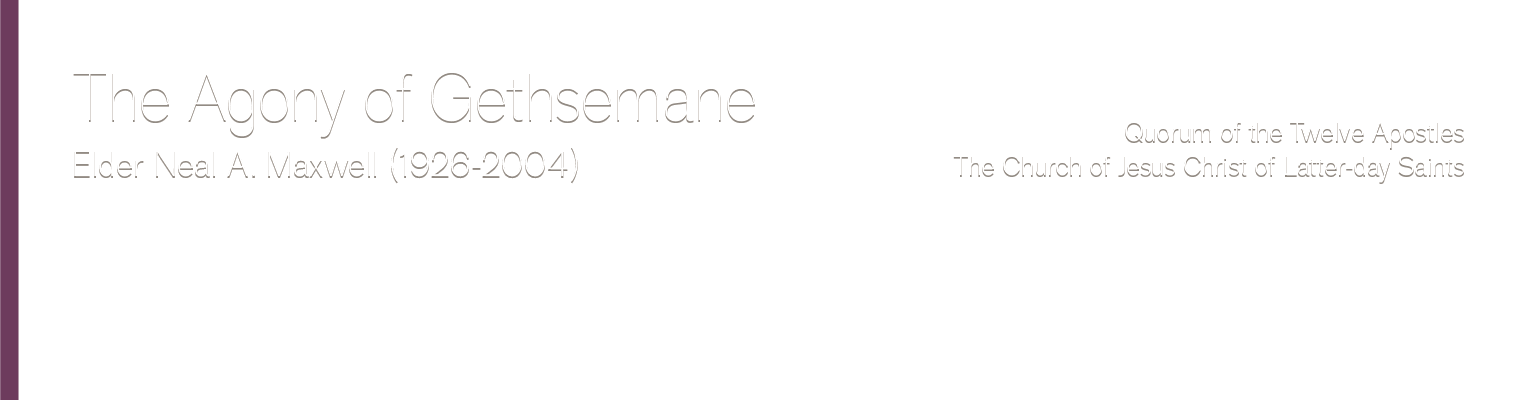 The Agony of Gethsemane
Elder Neal A. Maxwell (1926-2004)
Quorum of the Twelve Apostles
The Church of Jesus Christ of Latter-day Saints